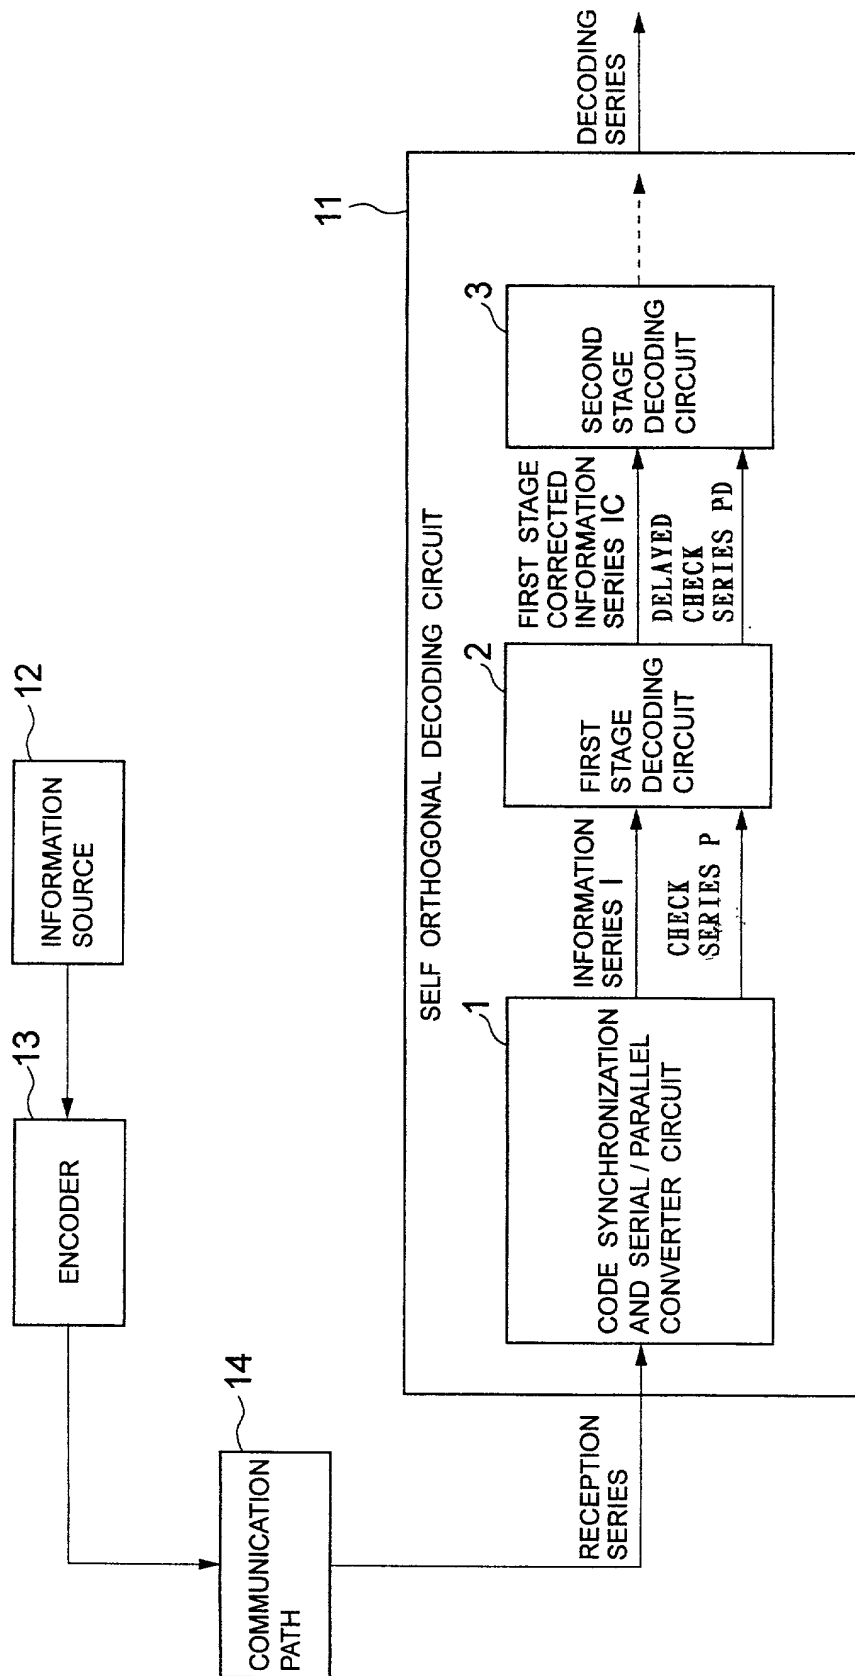 12
INFORMATION
SOURCE
13
ENCODER
14
COMMUNICATION
PATH
RECEPTION
SERIES
11
SELF ORTHOGONAL DECODING CIRCUIT
1
CODE SYNCHRONIZATION
AND SERIAL/PARALLEL
CONVERTER CIRCUIT
INFORMATION
SERIES I
CHECK
SERIES P
2
FIRST
STAGE
DECODING
CIRCUIT
FIRST STAGE
CORRECTED
INFORMATION
SERIES IC
DELAYED
CHECK
SERIES PD
3
SECOND
STAGE
DECODING
CIRCUIT
DECODING
SERIES